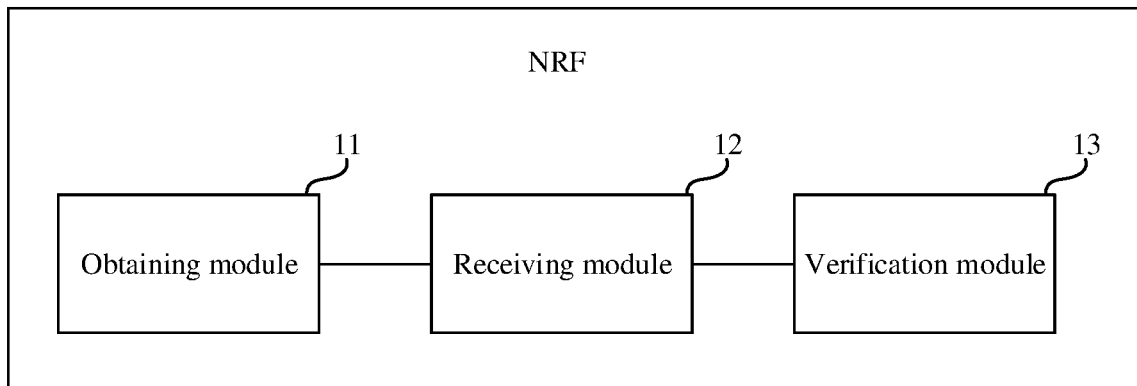 NRF
11
12
13
Obtaining module
Receiving module
Verification module